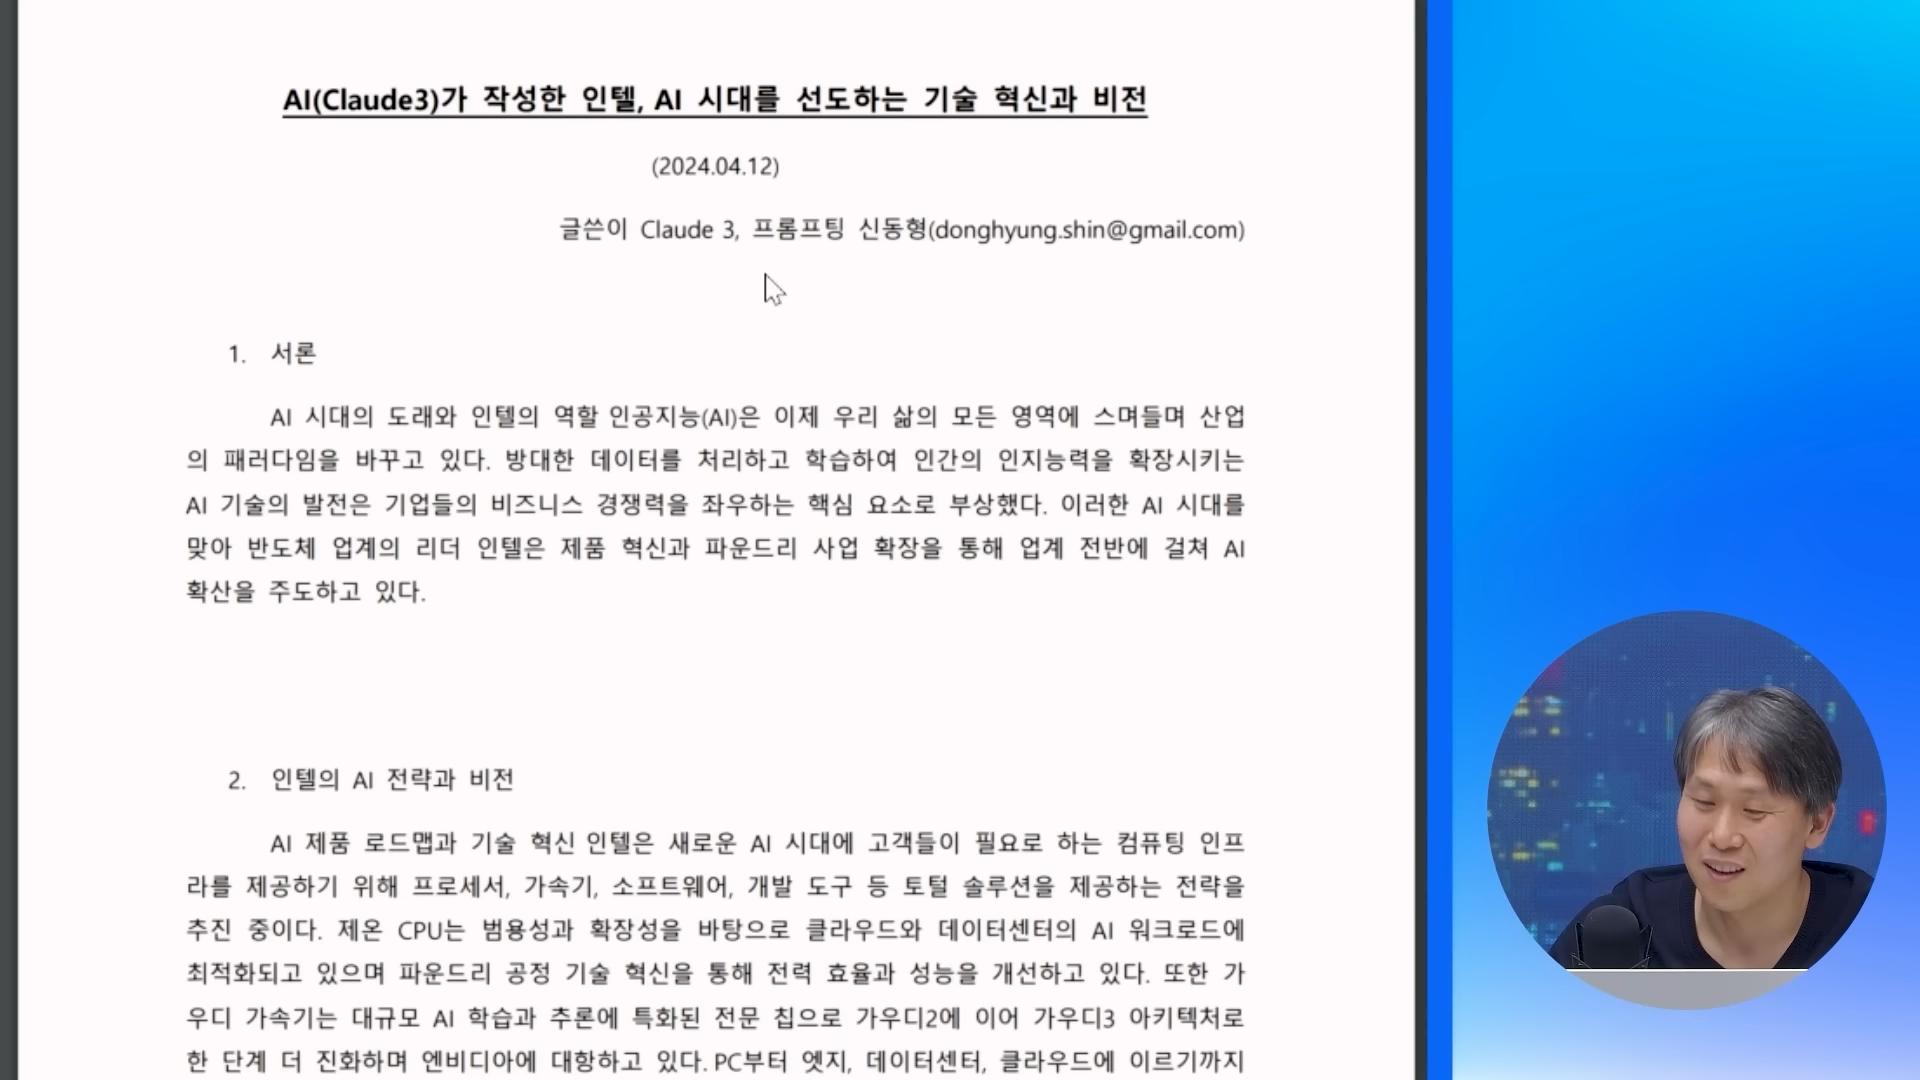 AI(Claude3)가 작성한 인텔, AI 시대를 선도하는 기술 혁신과 비전
(2024.04.12)
글쓴이 Claude 3, 프롬프팅 신동형(donghyung.shin@gmail.com)
1. 서론
AI 시대의 도래와 인텔의 역할 인공지능(AI)은 이제 우리 삶의 모든 영역에 스며들며 산업
의 패러다임을 바꾸고 있다. 방대한 데이터를 처리하고 학습하여 인간의 인지능력을 확장시키는
AI 기술의 발전은 기업들의 비즈니스 경쟁력을 좌우하는 핵심 요소로 부상했다. 이러한 AI 시대를
맞아 반도체 업계의 리더 인텔은 제품 혁신과 파운드리 사업 확장을 통해 업계 전반에 걸쳐 AI
확산을 주도하고 있다.
2. 인텔의 AI 전략과 비전
AI 제품 로드맵과 기술 혁신 인텔은 새로운 AI 시대에 고객들이 필요로 하는 컴퓨팅 인프
라를 제공하기 위해 프로세서, 가속기, 소프트웨어, 개발 도구 등 토털 솔루션을 제공하는 전략을
추진 중이다. 제온 CPU는 범용성과 확장성을 바탕으로 클라우드와 데이터센터의 AI 워크로드에
최적화되고 있으며 파운드리 공정 기술 혁신을 통해 전력 효율과 성능을 개선하고 있다. 또한 가
우디 가속기는 대규모 AI 학습과 추론에 특화된 전문 칩으로 가우디2에 이어 가우디3 아키텍처로
한 단계 더 진화하며 엔비디아에 대항하고 있다. PC부터 엣지, 데이터센터, 클라우드에 이르기까지